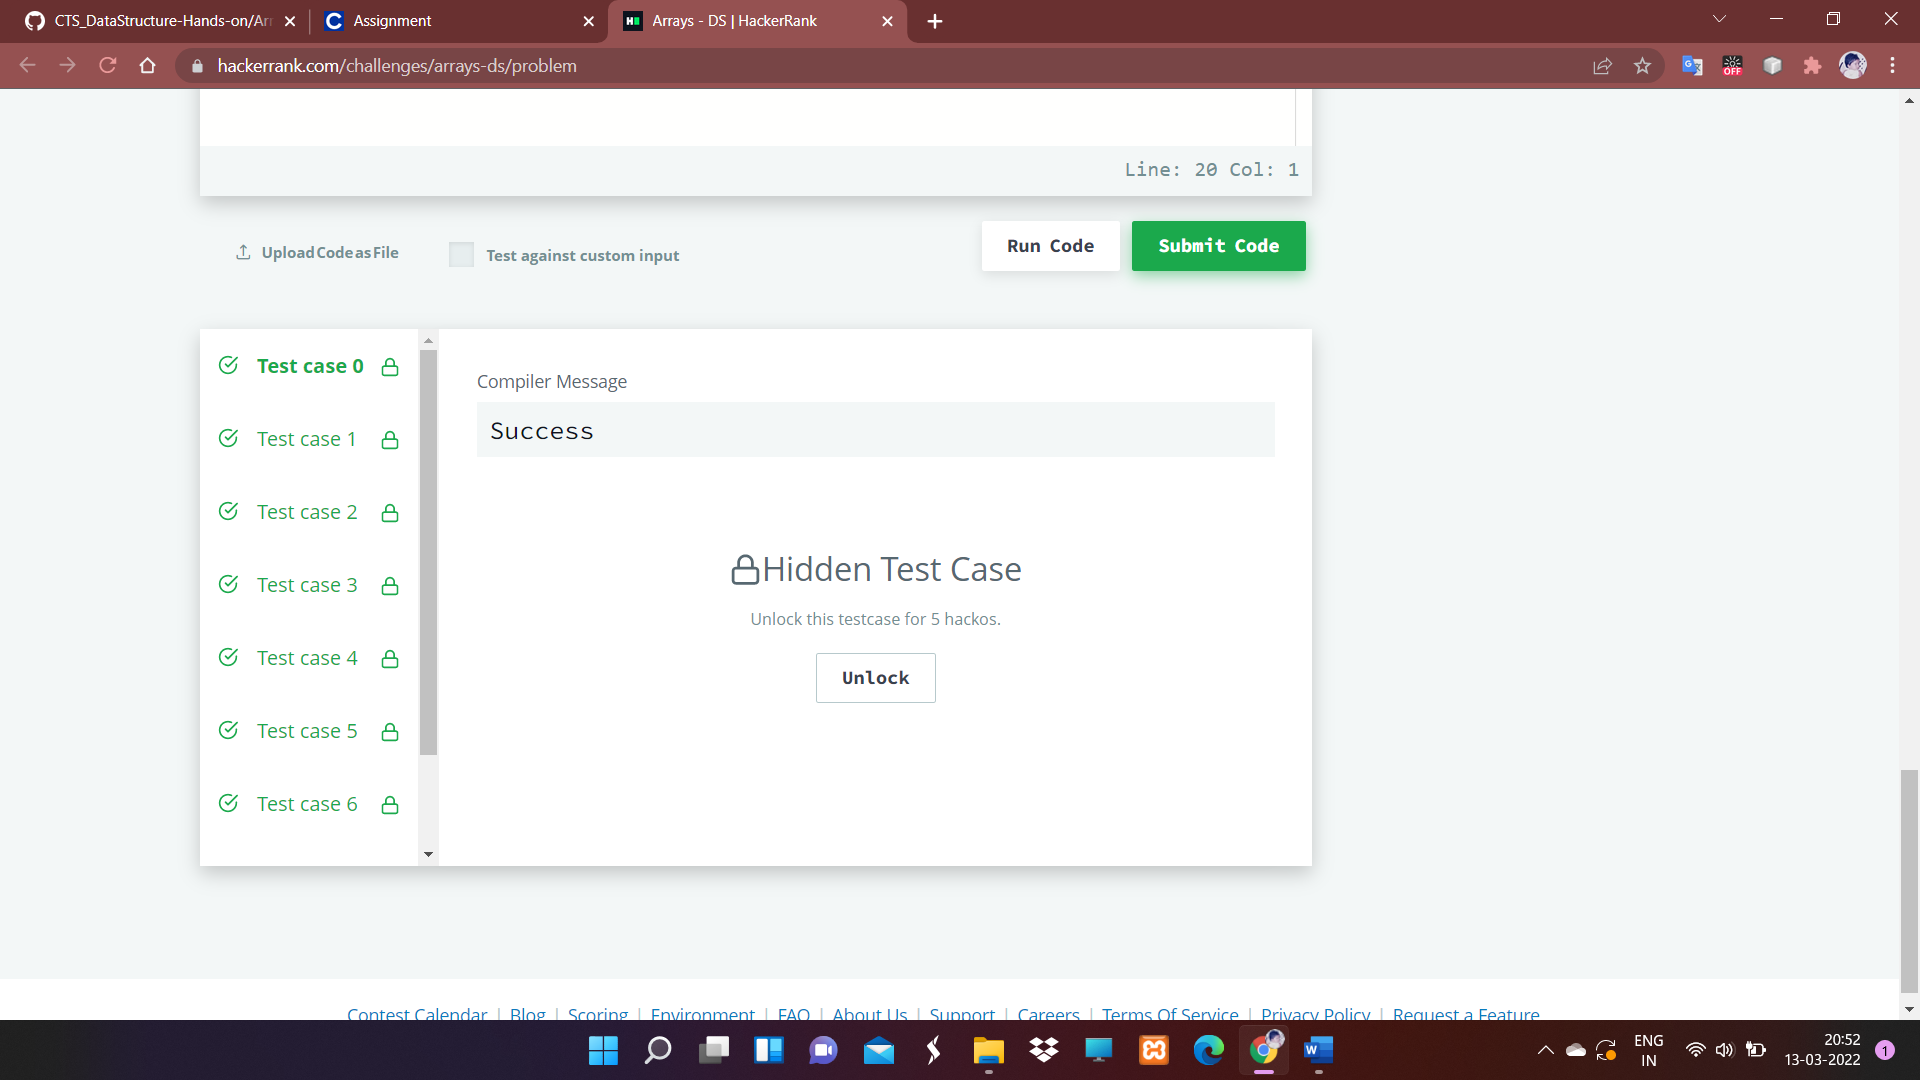 CTS_DataStructure-Hands-on/Arr
Assignment
Arrays - DS | HackerRank
hackerrank.com/challenges/arrays-ds/problem
OFF
Line: 20 Col: 1
Upload Code as File
Test against custom input
Run Code
Submit Code
Test case 0
Test case 1
Test case 2
Test case 3
Test case 4
Test case 5
Test case 6
Compiler Message
Success
Hidden Test Case
Unlock this testcase for 5 hackos.
Unlock
Contest Calendar | Blog | Scoring | Environment | FAQ | About Us | Support | Careers | Terms Of Service | Privacy Policy | Request a Feature
ENG
IN
20:52
13-03-2022
1